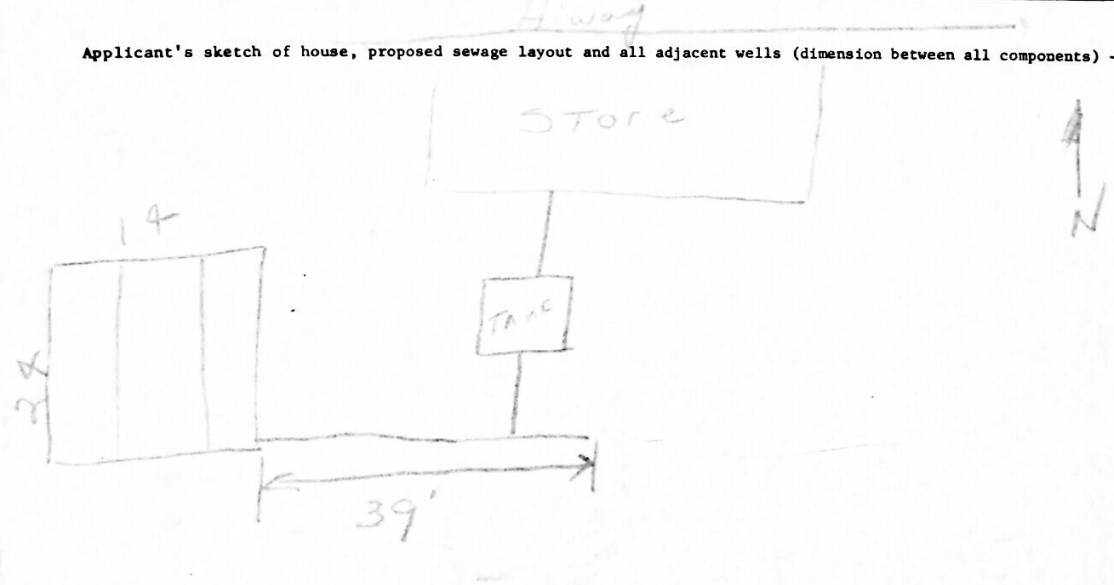 Hiway
Applicant's sketch of house, proposed sewage layout and all adjacent wells (dimension between all components) -
STore
N
14
Tanc
24
39'